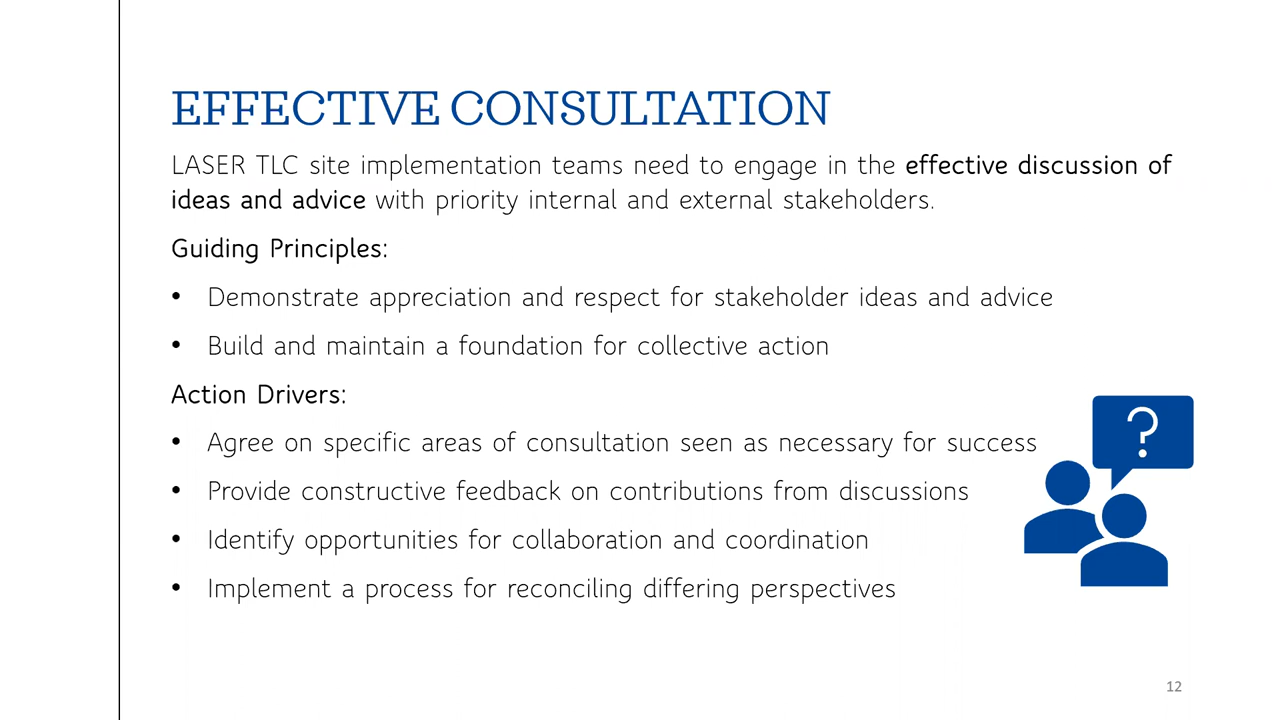 EFFECTIVE CONSULTATION
LASER TLC site implementation teams need to engage in the effective discussion of
ideas and advice with priority internal and external stakeholders.
Guiding Principles:
• Demonstrate appreciation and respect for stakeholder ideas and advice
• Build and maintain a foundation for collective action
Action Drivers:
• Agree on specific areas of consultation seen as necessary for success
• Provide constructive feedback on contributions from discussions
• Identify opportunities for collaboration and coordination
• Implement a process for reconciling differing perspectives
?
12